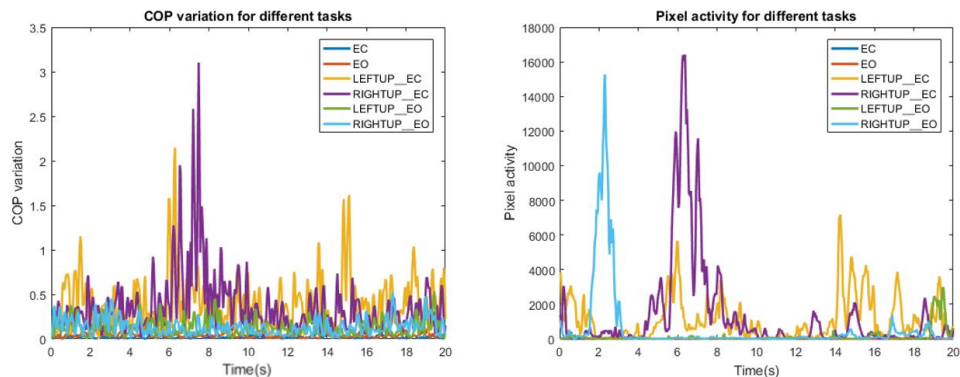 COP variation for different tasks
3.5
3
2.5
2
1.5
1
0.5
0
COP variation
EC
EO
LEFTUP__EC
RIGHTUP__EC
LEFTUP__EO
RIGHTUP__EO
0 2 4 6 8 10 12 14 16 18 20
Time(s)
Pixel activity for different tasks
18000
16000
14000
12000
10000
8000
6000
4000
2000
0
Pixel activity
EC
EO
LEFTUP__EC
RIGHTUP__EC
LEFTUP__EO
RIGHTUP__EO
0 2 4 6 8 10 12 14 16 18 20
Time(s)